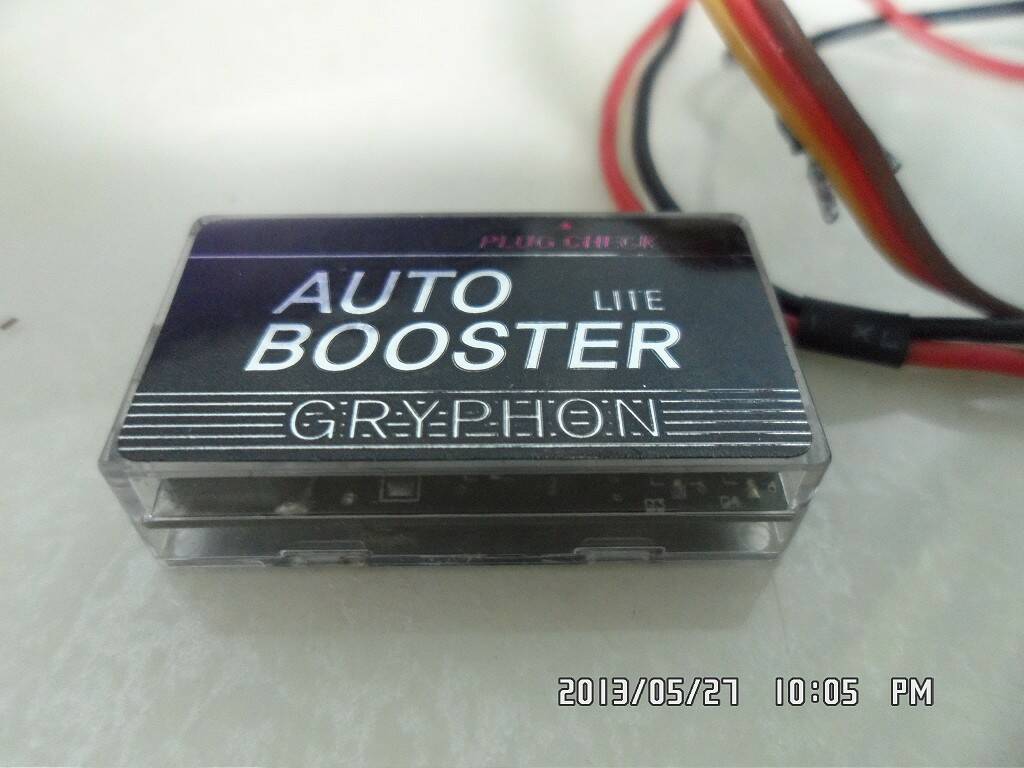 PLUG CHECK
AUTO LITE
BOOSTER
GRYPHON
2013/05/27 10:05 PM